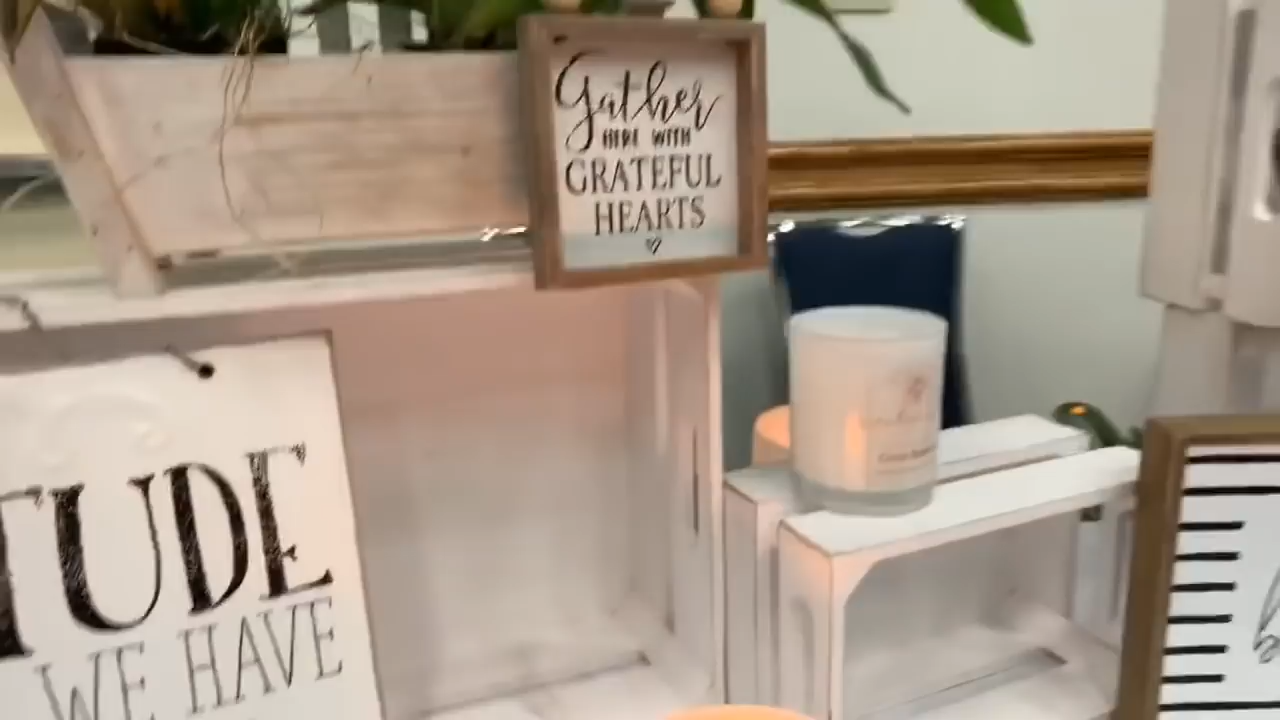 Gather
HERE WITH
GRATEFUL
HEARTS
TUDE
WE HAVE